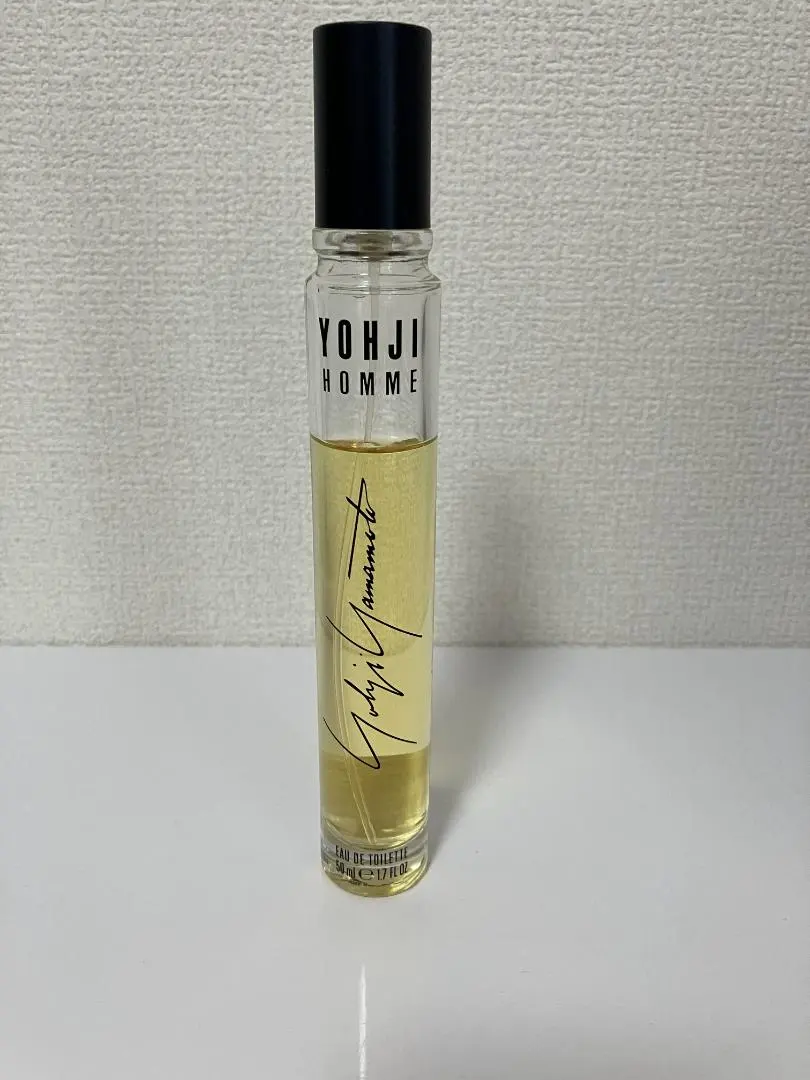 YOHJI
HOMME
Yohji Yamamoto
EAU DE TOILETTE
50 ml e 1.7 FL OZ